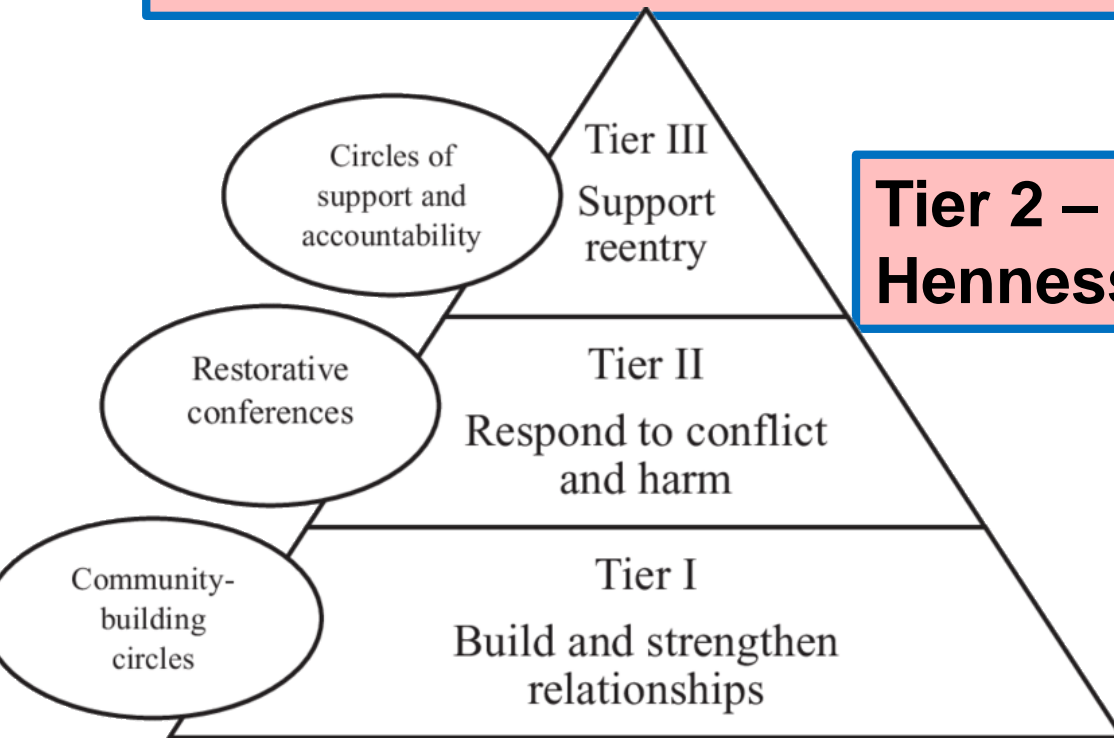 Tier III
Support
reentry
Circles of
support and
accountability
Tier 2 –
Tier II
Respond to conflict
and harm
Restorative
conferences
Tier I
Build and strengthen
relationships
Community-
building
circles